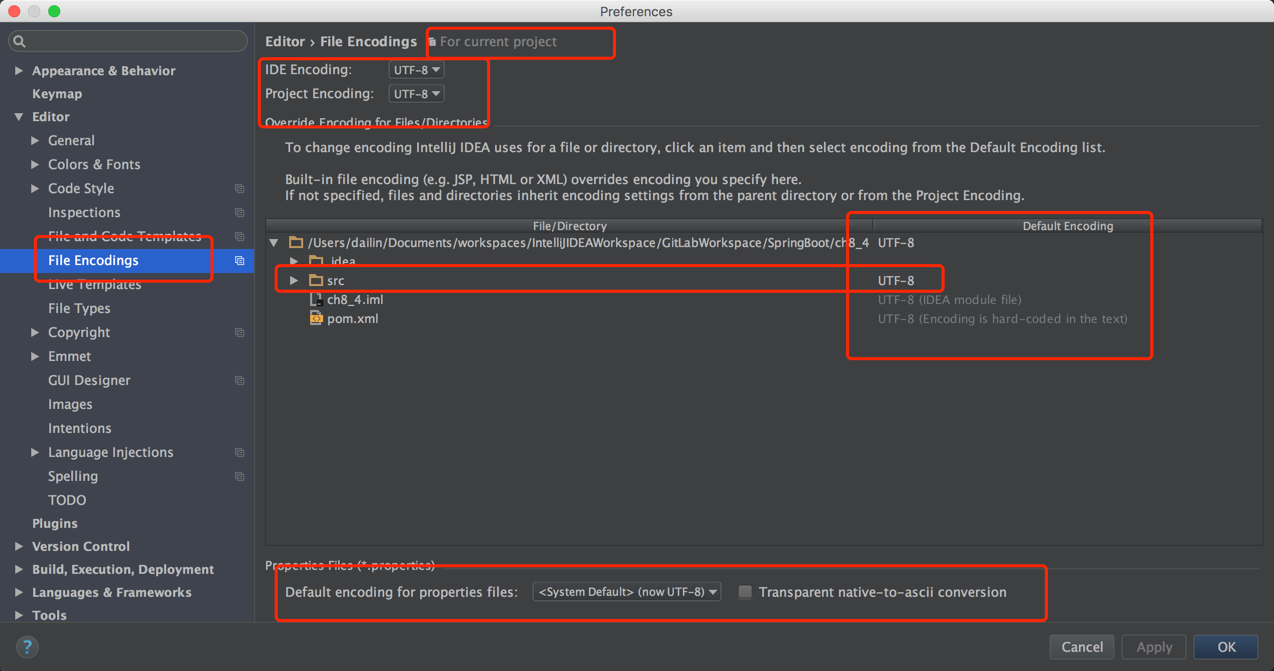 Preferences
Editor › File Encodings For current project
IDE Encoding: UTF-8
Project Encoding: UTF-8
Override Encoding for Files/Directories
To change encoding IntelliJ IDEA uses for a file or directory, click an item and then select encoding from the Default Encoding list.
Built-in file encoding (e.g. JSP, HTML or XML) overrides encoding you specify here.
If not specified, files and directories inherit encoding settings from the parent directory or from the Project Encoding.
File/Directory Default Encoding
/Users/dailin/Documents/workspaces/IntelliJIDEAWorkspace/GitLabWorkspace/SpringBoot/ch8_4 UTF-8
.idea
src UTF-8
ch8_4.iml UTF-8 (IDEA module file)
pom.xml UTF-8 (Encoding is hard-coded in the text)
Properties Files (*.properties)
Default encoding for properties files: <System Default> (now UTF-8) Transparent native-to-ascii conversion
Appearance & Behavior
Keymap
Editor
General
Colors & Fonts
Code Style
Inspections
File and Code Templates
File Encodings
Live Templates
File Types
Copyright
Emmet
GUI Designer
Images
Intentions
Language Injections
Spelling
TODO
Plugins
Version Control
Build, Execution, Deployment
Languages & Frameworks
Tools
?
Cancel Apply OK